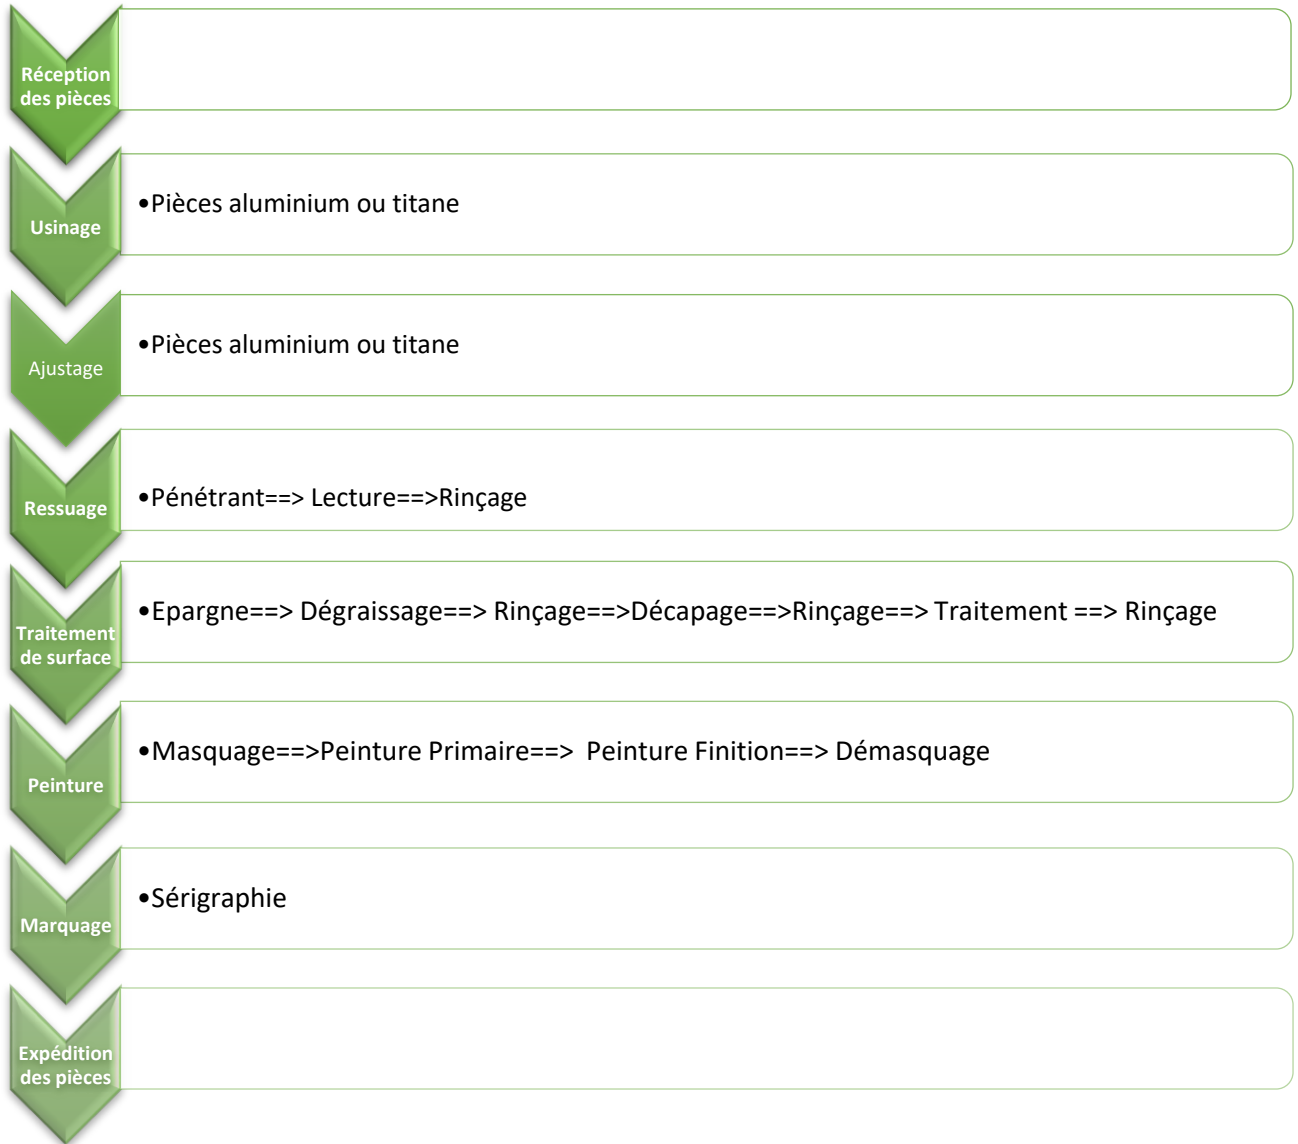 Réception
des pièces
Usinage
•Pièces aluminium ou titane
Ajustage
•Pièces aluminium ou titane
Ressuage
•Pénétrant==> Lecture==>Rinçage
Traitement
de surface
•Epargne==> Dégraissage==> Rinçage==>Décapage==>Rinçage==> Traitement ==> Rinçage
Peinture
•Masquage==>Peinture Primaire==> Peinture Finition==> Démasquage
Marquage
•Sérigraphie
Expédition
des pièces